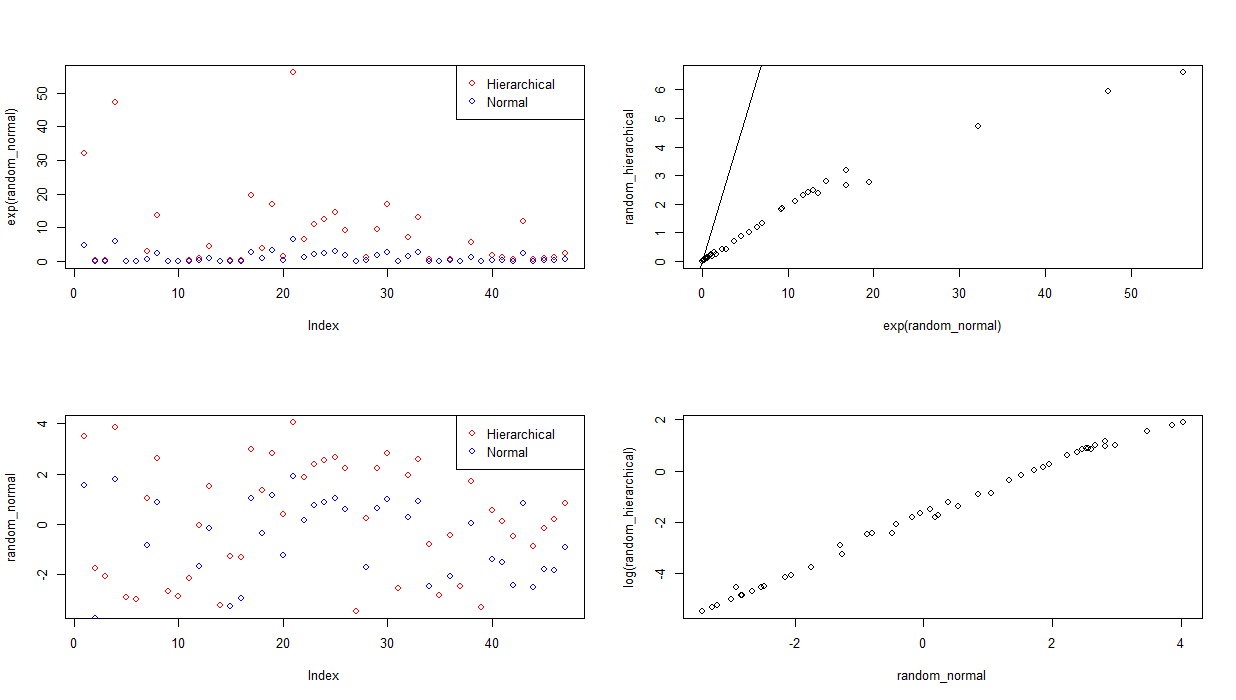 Hierarchical
Normal
exp(random_normal)
0 10 20 30 40 50
0 10 20 30 40
Index
random_hierarchical
0 1 2 3 4 5 6
0 10 20 30 40 50
exp(random_normal)
Hierarchical
Normal
random_normal
-2 0 2 4
0 10 20 30 40
Index
log(random_hierarchical)
-4 -2 0 2
-2 0 2 4
random_normal